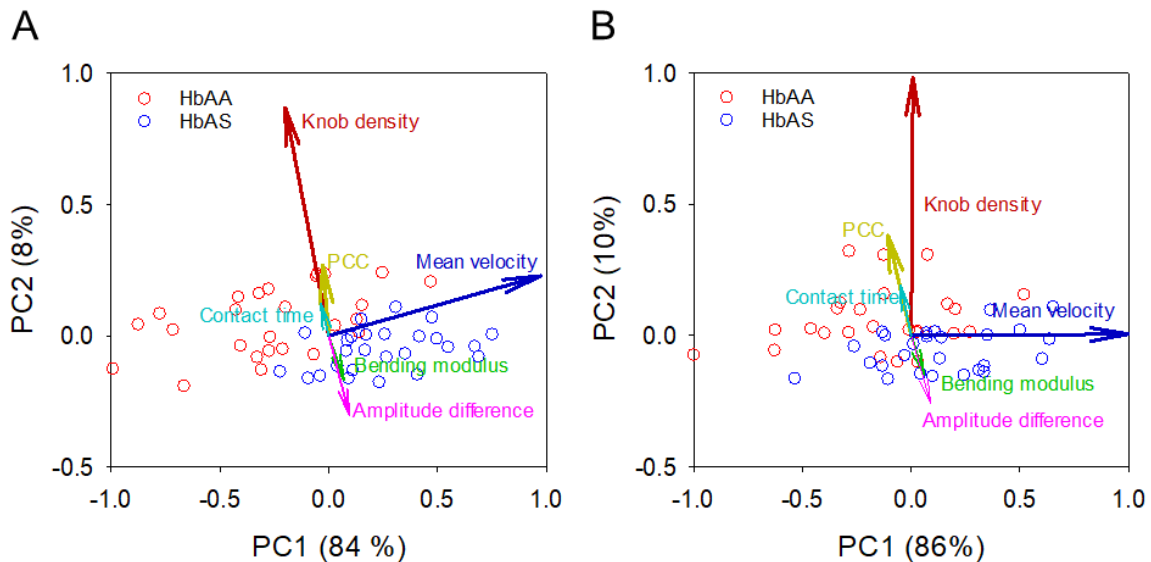 A
1.0
HbAA
HbAS
Knob density
0.5
PCC
Mean velocity
Contact time
0.0
Bending modulus
Amplitude difference
-0.5
-1.0 -0.5 0.0 0.5 1.0
PC1 (84 %)
PC2 (8%)
B
1.0
HbAA
HbAS
0.5
Knob density
PCC
Contact time
Mean velocity
0.0
Bending modulus
Amplitude difference
-0.5
-1.0 -0.5 0.0 0.5 1.0
PC1 (86%)
PC2 (10%)